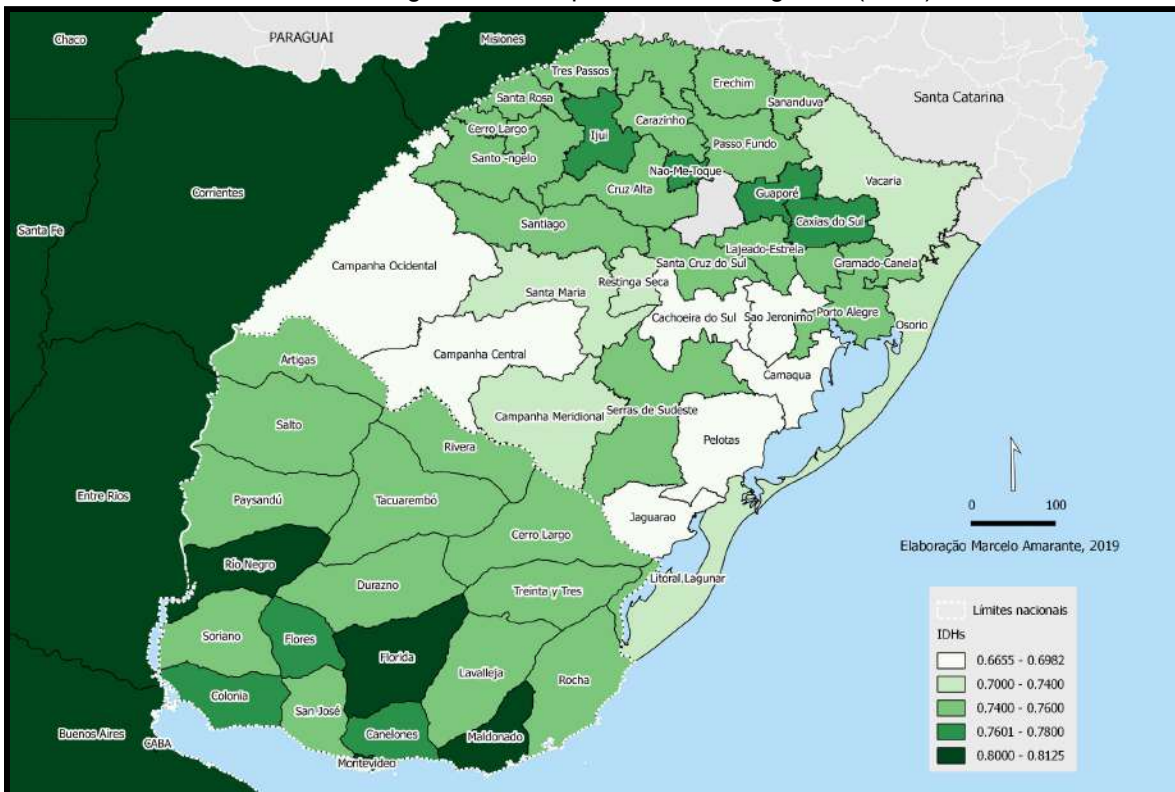 Chaco
PARAGUAI
Misiones
Tres Passos
Erechim
Santa Rosa
Sananduva
Santa Catarina
Cerro Largo
Ijui
Carazinho
Santo -ngelo
Passo Fundo
Nao-Me-Toque
Vacaria
Corrientes
Cruz Alta
Guaporé
Caxias do Sul
Santa Fe
Santiago
Lajeado-Estrela
Campanha Ocidental
Santa Cruz do Sul
Gramado-Canela
Restinga Seca
Santa Maria
Porto Alegre
Cachoeira do Sul
Sao Jeronimo
Osorio
Campanha Central
Artigas
Camaqua
Campanha Meridional
Serras de Sudeste
Salto
Pelotas
Rivera
Entre Rios
Paysandú
Tacuarembó
0 100
Jaguarao
Cerro Largo
Elaboração Marcelo Amarante, 2019
Río Negro
Durazno
Treinta y Tres
Litoral Lagunar
Soriano
Flores
Florida
Lavalleja
Rocha
Colonia
San José
Buenos Aires
CABA
Canelones
Maldonado
Montevideo
Límites nacionais
IDHs
0.6655 - 0.6982
0.7000 - 0.7400
0.7400 - 0.7600
0.7601 - 0.7800
0.8000 - 0.8125